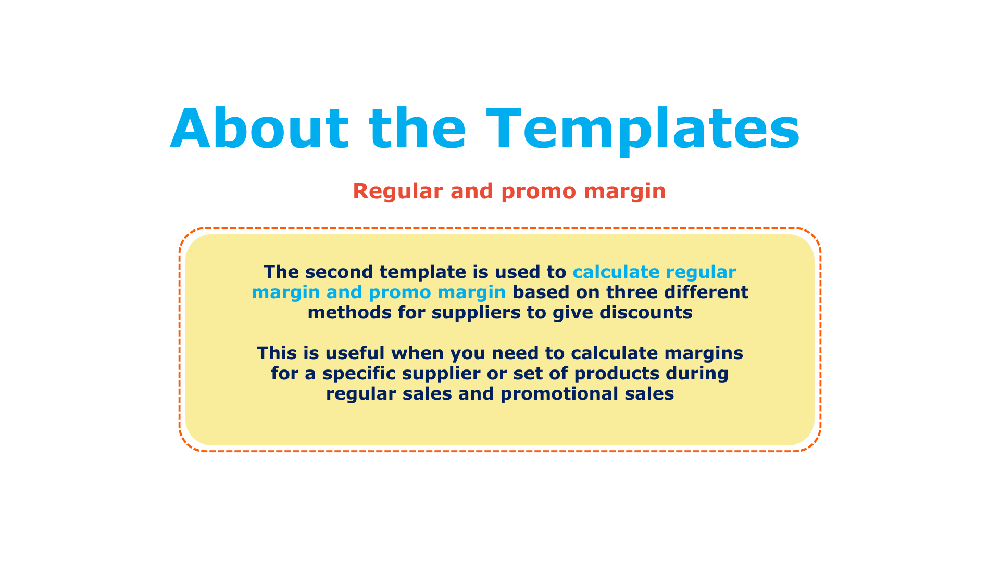 About the Templates
Regular and promo margin
The second template is used to calculate regular
margin and promo margin based on three different
methods for suppliers to give discounts
This is useful when you need to calculate margins
for a specific supplier or set of products during
regular sales and promotional sales